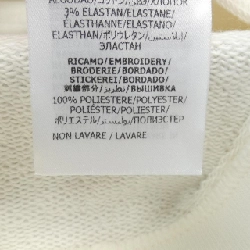 3% ELASTAN/ELASTANE/
ELASTHANNE/ELASTANO/
ELASTHAN/ポリウレタン/
ЭЛАСТАН
RICAMO/EMBROIDERY/
BRODERIE/BORDADO/
STICKEREI/BORDADO/
刺繍部分/تطريز/ВЫШИВКА
100% POLIESTERE/POLYESTER/
POLYESTER/POLIÉSTER/
POLYESTER/POLIÉSTER/
ポリエステル/بوليستر/ПОЛИЭСТЕР
NON LAVARE / LAVARE